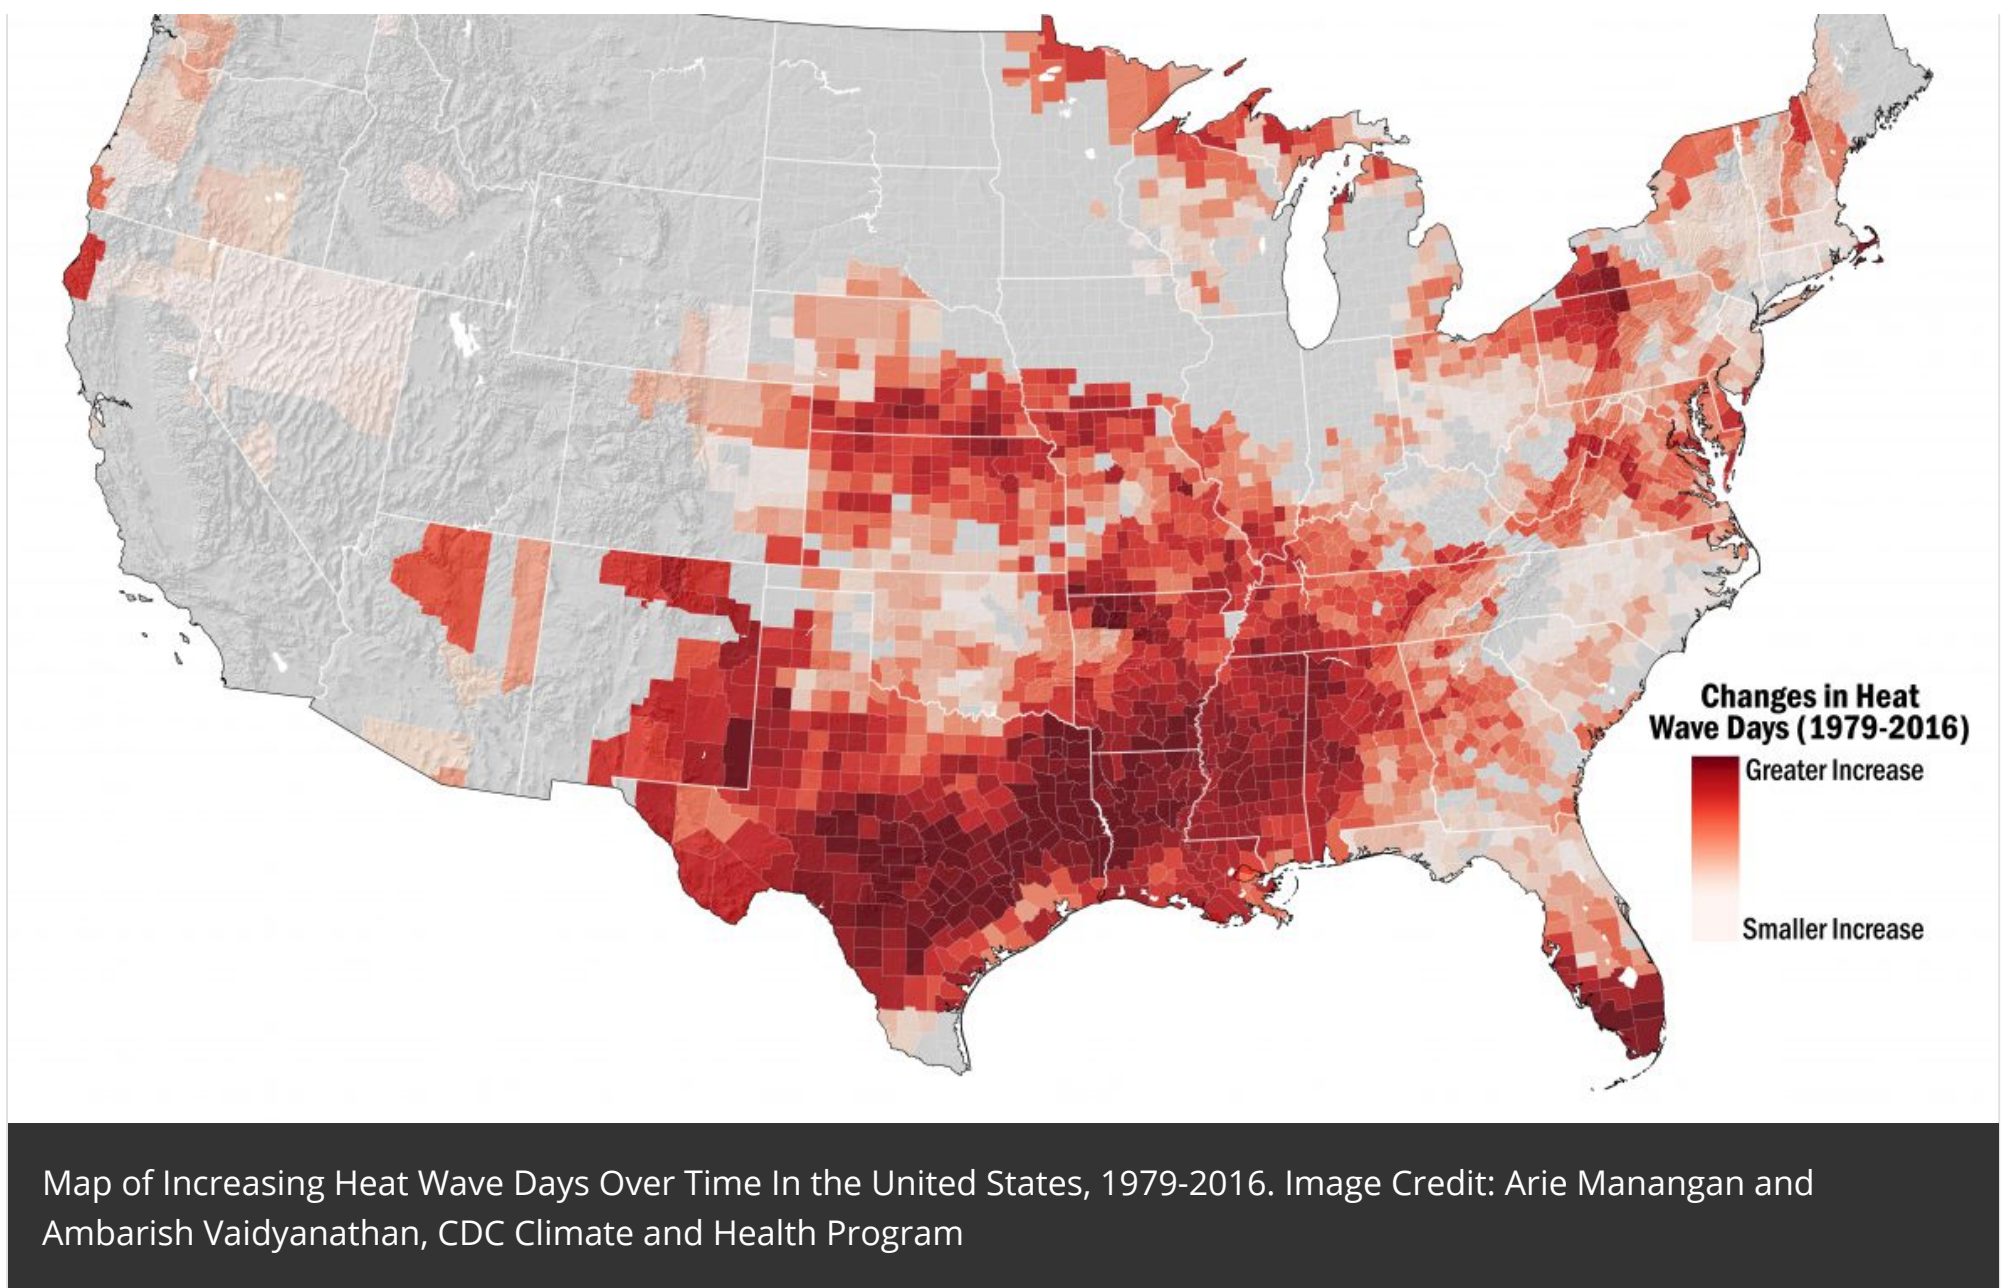 Changes in Heat
Wave Days (1979-2016)
Greater Increase
Smaller Increase
Map of Increasing Heat Wave Days Over Time In the United States, 1979-2016. Image Credit: Arie Manangan and
Ambarish Vaidyanathan, CDC Climate and Health Program